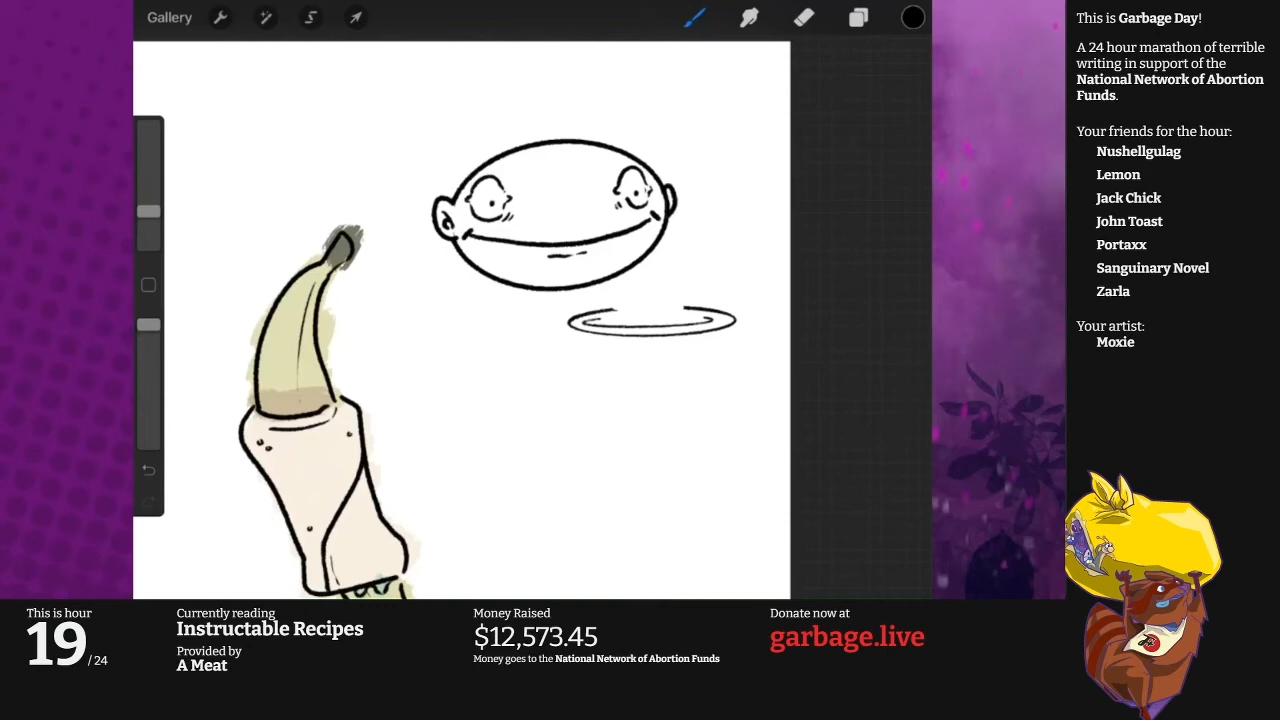 Gallery
This is Garbage Day!
A 24 hour marathon of terrible
writing in support of the
National Network of Abortion
Funds.
Your friends for the hour:
Nushellgulag
Lemon
Jack Chick
John Toast
Portaxx
Sanguinary Novel
Zarla
Your artist:
Moxie
This is hour
19 / 24
Currently reading
Instructable Recipes
Provided by
A Meat
Money Raised
$12,573.45
Money goes to the National Network of Abortion Funds
Donate now at
garbage.live